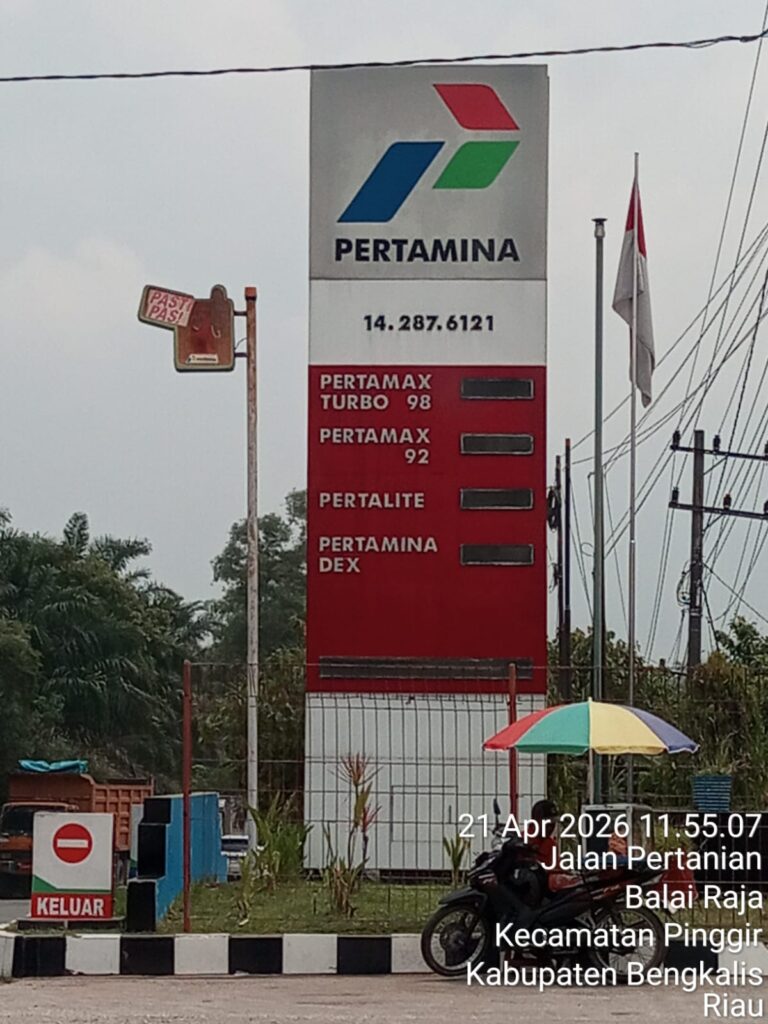 PERTAMINA
14.287.6121
PASTI
PAS!
PERTAMAX
TURBO 98
PERTAMAX
92
PERTALITE
PERTAMINA
DEX
KELUAR
21 Apr 2026 11.55.07
Jalan Pertanian
Balai Raja
Kecamatan Pinggir
Kabupaten Bengkalis
Riau